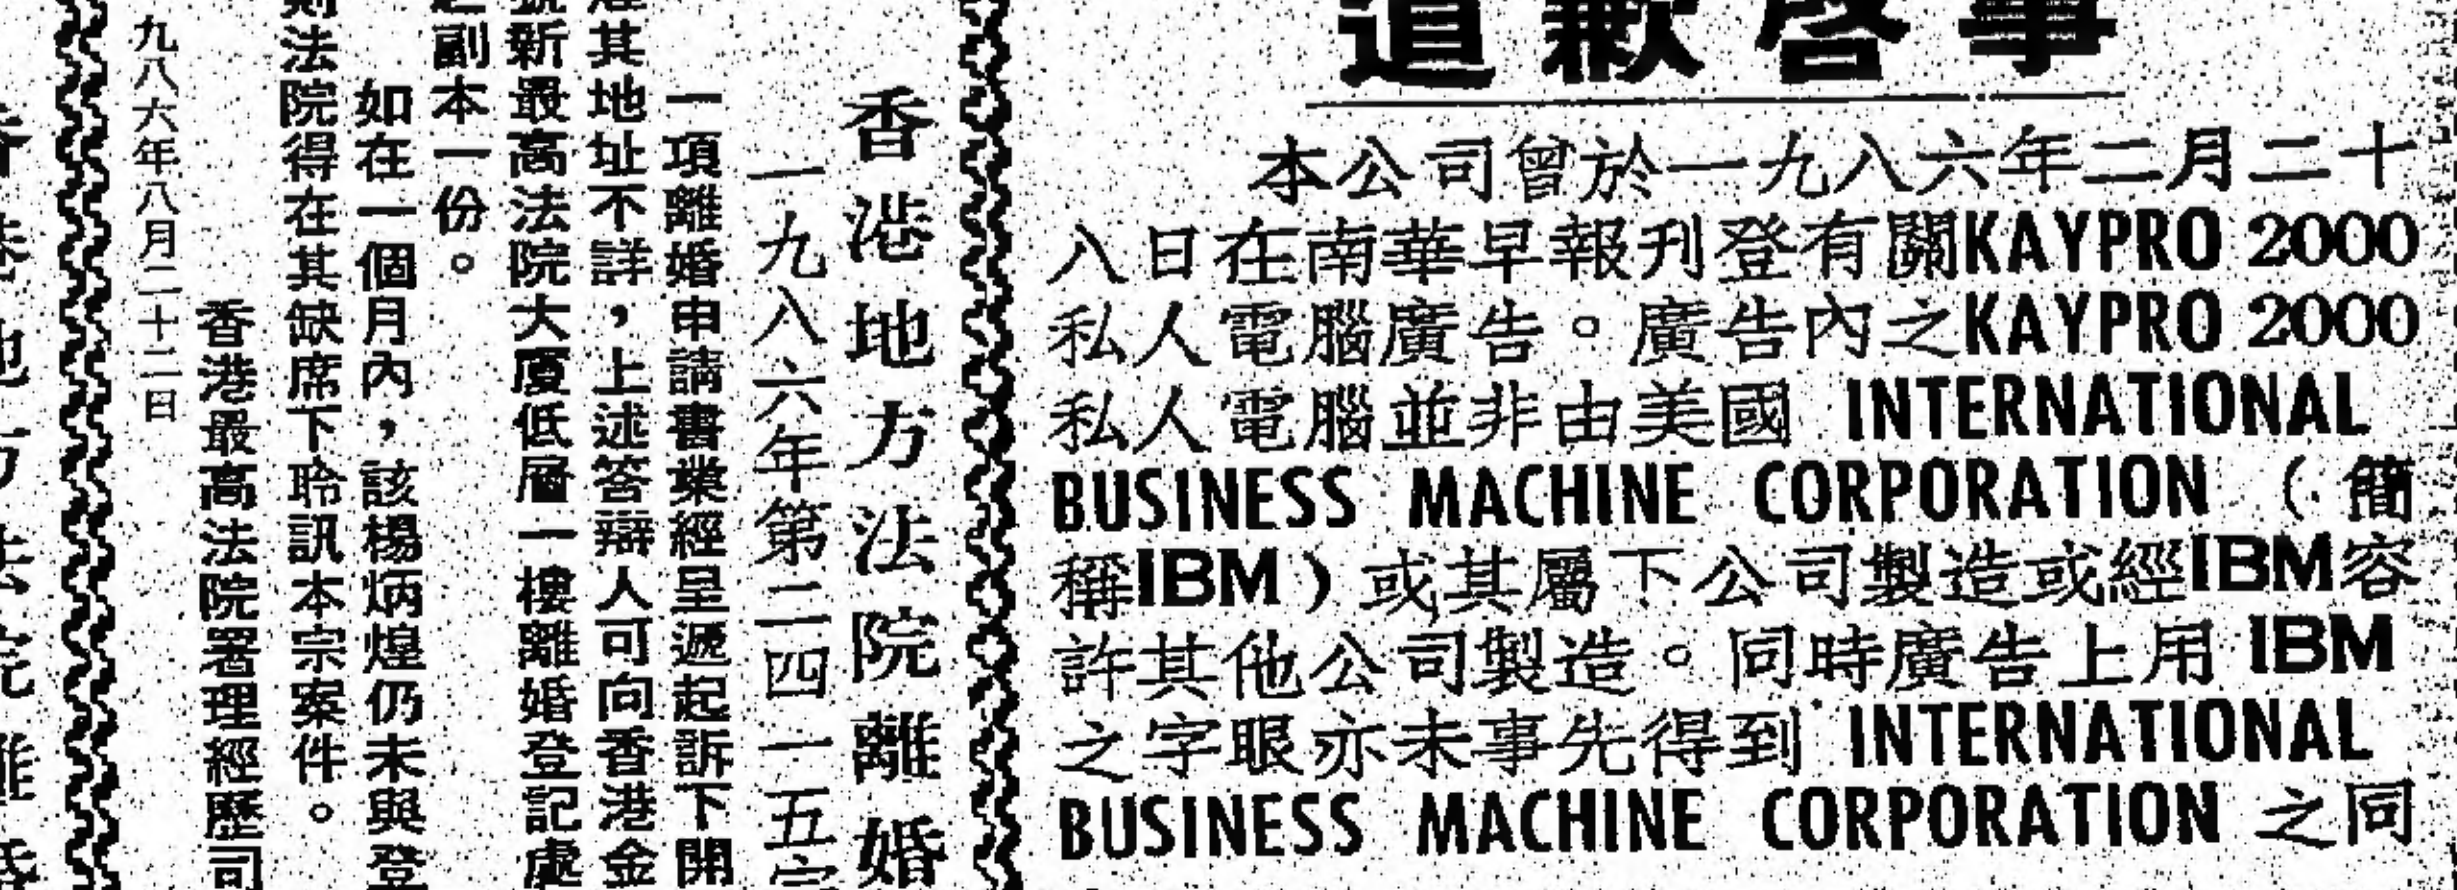 道歉啓事
本公司曾於一九八六年二月二十
八日在南華早報刊登有關KAYPRO 2000
私人電腦廣告。廣告內之KAYPRO 2000
私人電腦並非由美國 INTERNATIONAL
BUSINESS MACHINE CORPORATION（簡
稱IBM）或其屬下公司製造或經IBM容
許其他公司製造。同時廣告上用 IBM
之字眼亦未事先得到 INTERNATIONAL
BUSINESS MACHINE CORPORATION 之同
香港地方法院離婚
一九八六年第二四一五
一項離婚申請書業經呈遞起訴下開
其地址不詳，上述答辯人可向香港金
號新最高法院大廈低層一樓離婚登記處
之副本一份。
如在一個月內，該楊炳煌仍未與登
則法院得在其缺席下聆訊本宗案件。
香港最高法院署理經歷司
九八六年八月二十二日
香港地方法院離婚